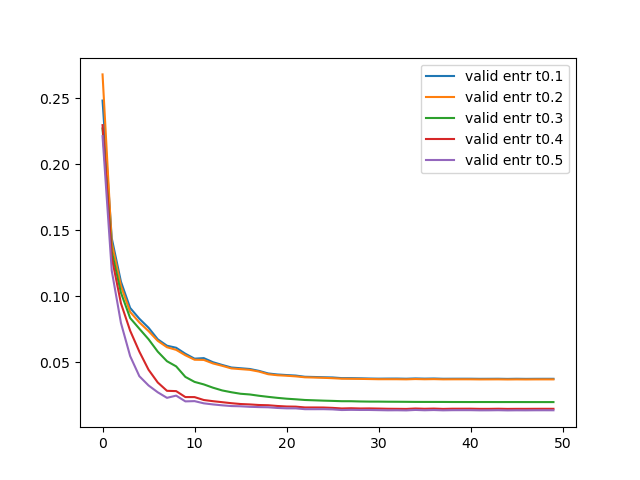 valid entr t0.1
valid entr t0.2
valid entr t0.3
valid entr t0.4
valid entr t0.5
0.25
0.20
0.15
0.10
0.05
0 10 20 30 40 50